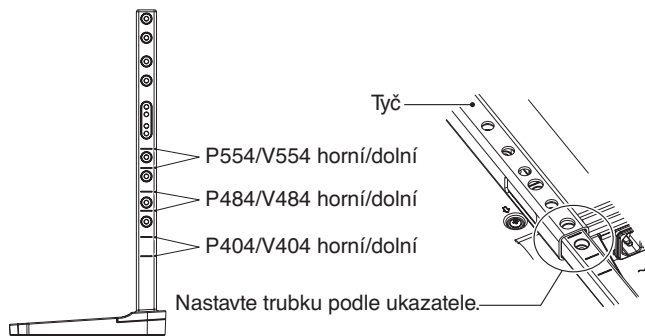 Tyč
P554/V554 horní/dolní
P484/V484 horní/dolní
P404/V404 horní/dolní
Nastavte trubku podle ukazatele.